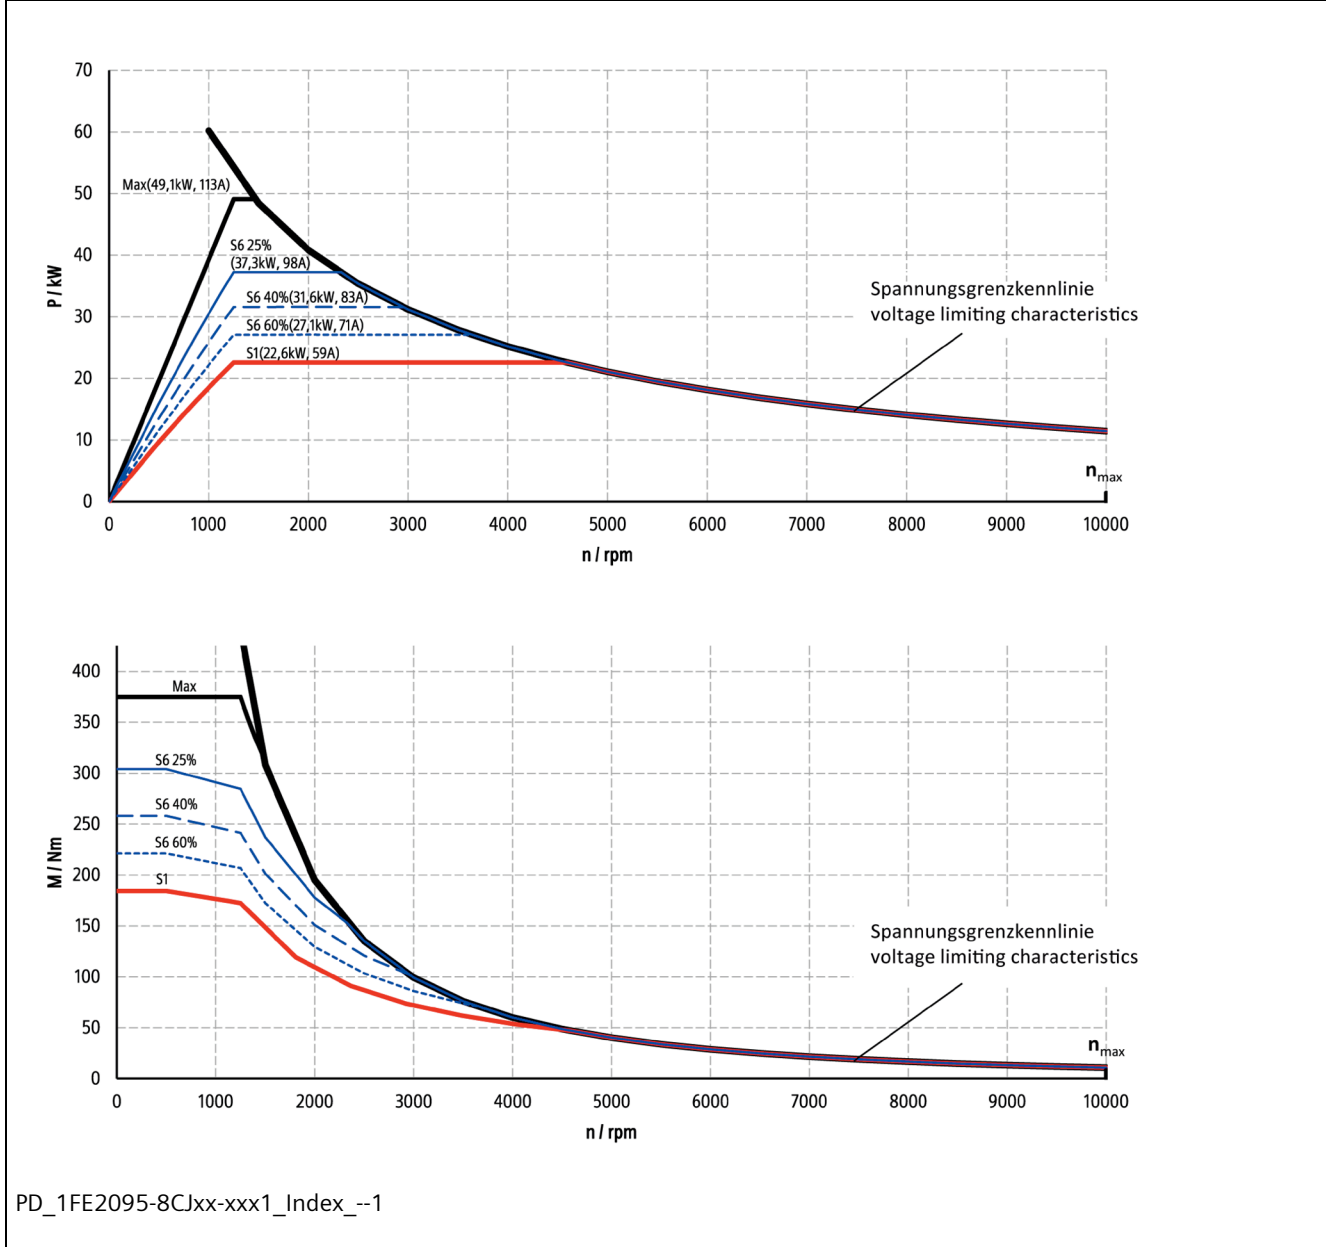 70
60
50
40
30
20
10
0
P / kW
Max(49,1kW, 113A)
S6 25%
(37,3kW, 98A)
S6 40%(31,6kW, 83A)
S6 60%(27,1kW, 71A)
S1(22,6kW, 59A)
Spannungsgrenzkennlinie
voltage limiting characteristics
nmax
0 1000 2000 3000 4000 5000 6000 7000 8000 9000 10000
n / rpm
400
350
300
250
200
150
100
50
0
M / Nm
Max
S6 25%
S6 40%
S6 60%
S1
Spannungsgrenzkennlinie
voltage limiting characteristics
nmax
0 1000 2000 3000 4000 5000 6000 7000 8000 9000 10000
n / rpm
PD_1FE2095-8CJxx-xxx1_Index_--1